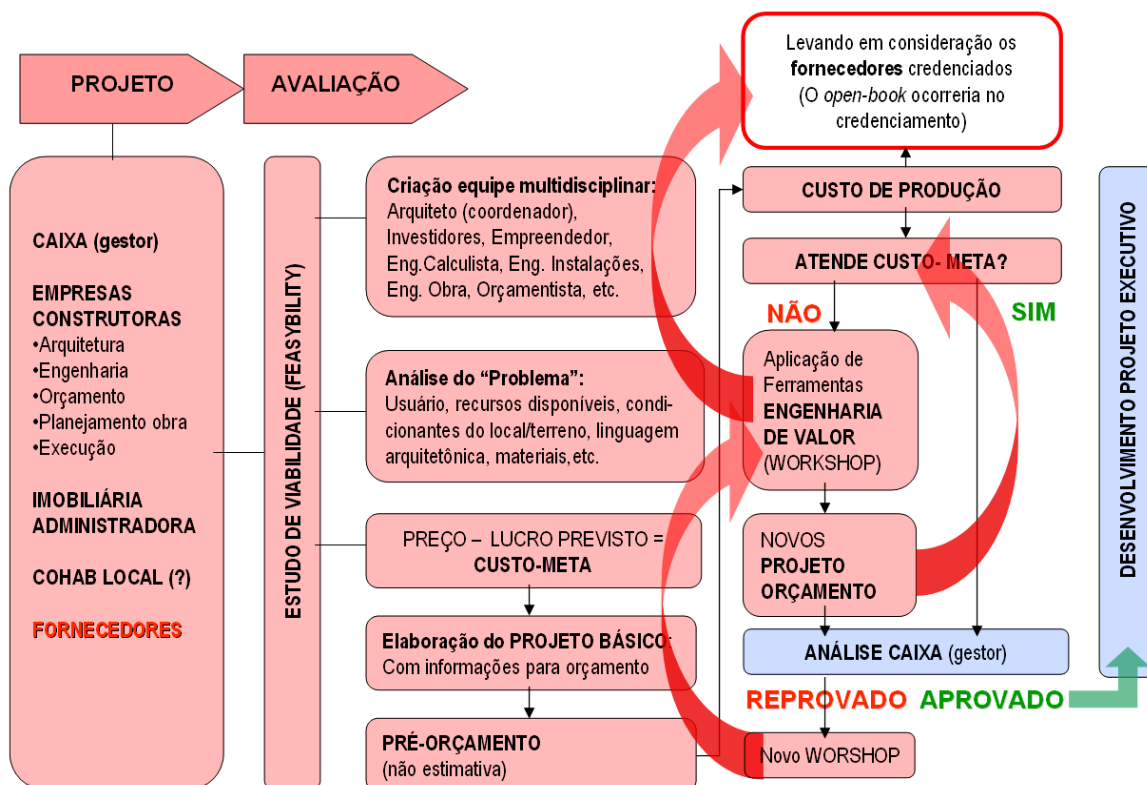 PROJETO
AVALIAÇÃO
CAIXA (gestor)
EMPRESAS
CONSTRUTORAS
•Arquitetura
•Engenharia
•Orçamento
•Planejamento obra
•Execução
IMOBILIÁRIA
ADMINISTRADORA
COHAB LOCAL (?)
FORNECEDORES
ESTUDO DE VIABILIDADE (FEASYBILITY)
Criação equipe multidisciplinar:
Arquiteto (coordenador),
Investidores, Empreendedor,
Eng.Calculista, Eng. Instalações,
Eng. Obra, Orçamentista, etc.
Análise do “Problema”:
Usuário, recursos disponíveis, condi-
cionantes do local/terreno, linguagem
arquitetônica, materiais,etc.
PREÇO – LUCRO PREVISTO =
CUSTO-META
Elaboração do PROJETO BÁSICO:
Com informações para orçamento
PRÉ-ORÇAMENTO
(não estimativa)
Levando em consideração os
fornecedores credenciados
(O open-book ocorreria no
credenciamento)
CUSTO DE PRODUÇÃO
ATENDE CUSTO- META?
NÃO
SIM
Aplicação de
Ferramentas
ENGENHARIA
DE VALOR
(WORKSHOP)
NOVOS
PROJETO
ORÇAMENTO
ANÁLISE CAIXA (gestor)
REPROVADO
APROVADO
Novo WORSHOP
DESENVOLVIMENTO PROJETO EXECUTIVO